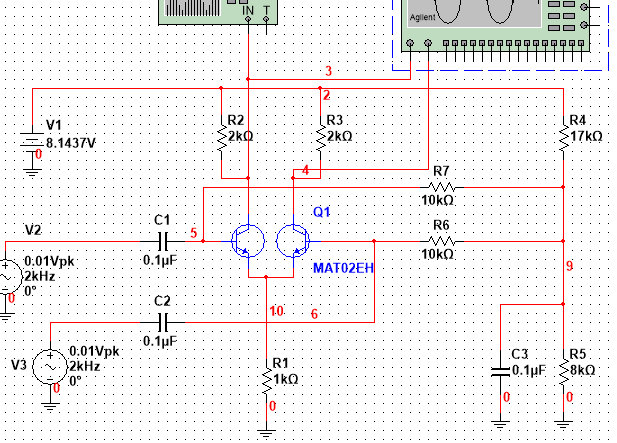 IN T
Agilent
3
2
V1
8.1437V
0
R2
2kΩ
R3
2kΩ
R4
17kΩ
4
R7
10kΩ
V2
0.01Vpk
2kHz
0°
0
C1
0.1µF
5
Q1
MAT02EH
R6
10kΩ
9
C2
0.1µF
10
6
V3
0.01Vpk
2kHz
0°
0
R1
1kΩ
0
C3
0.1µF
0
R5
8kΩ
0